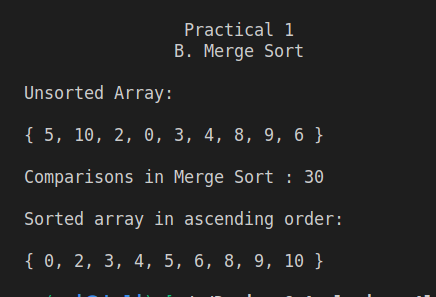 Practical 1
B. Merge Sort
Unsorted Array:
{ 5, 10, 2, 0, 3, 4, 8, 9, 6 }
Comparisons in Merge Sort : 30
Sorted array in ascending order:
{ 0, 2, 3, 4, 5, 6, 8, 9, 10 }